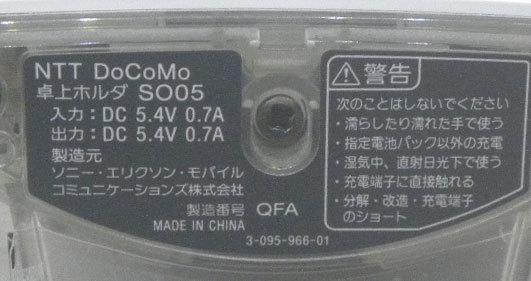 NTT DoCoMo
卓上ホルダ SO05
入力：DC 5.4V 0.7A
出力：DC 5.4V 0.7A
製造元
ソニー・エリクソン・モバイル
コミュニケーションズ株式会社
製造番号 QFA
MADE IN CHINA
3-095-966-01
警告
次のことはしないでください
・濡らしたり濡れた手で使う
・指定電池パック以外の充電
・湿気中、直射日光下で使う
・充電端子に直接触れる
・分解・改造・充電端子
のショート